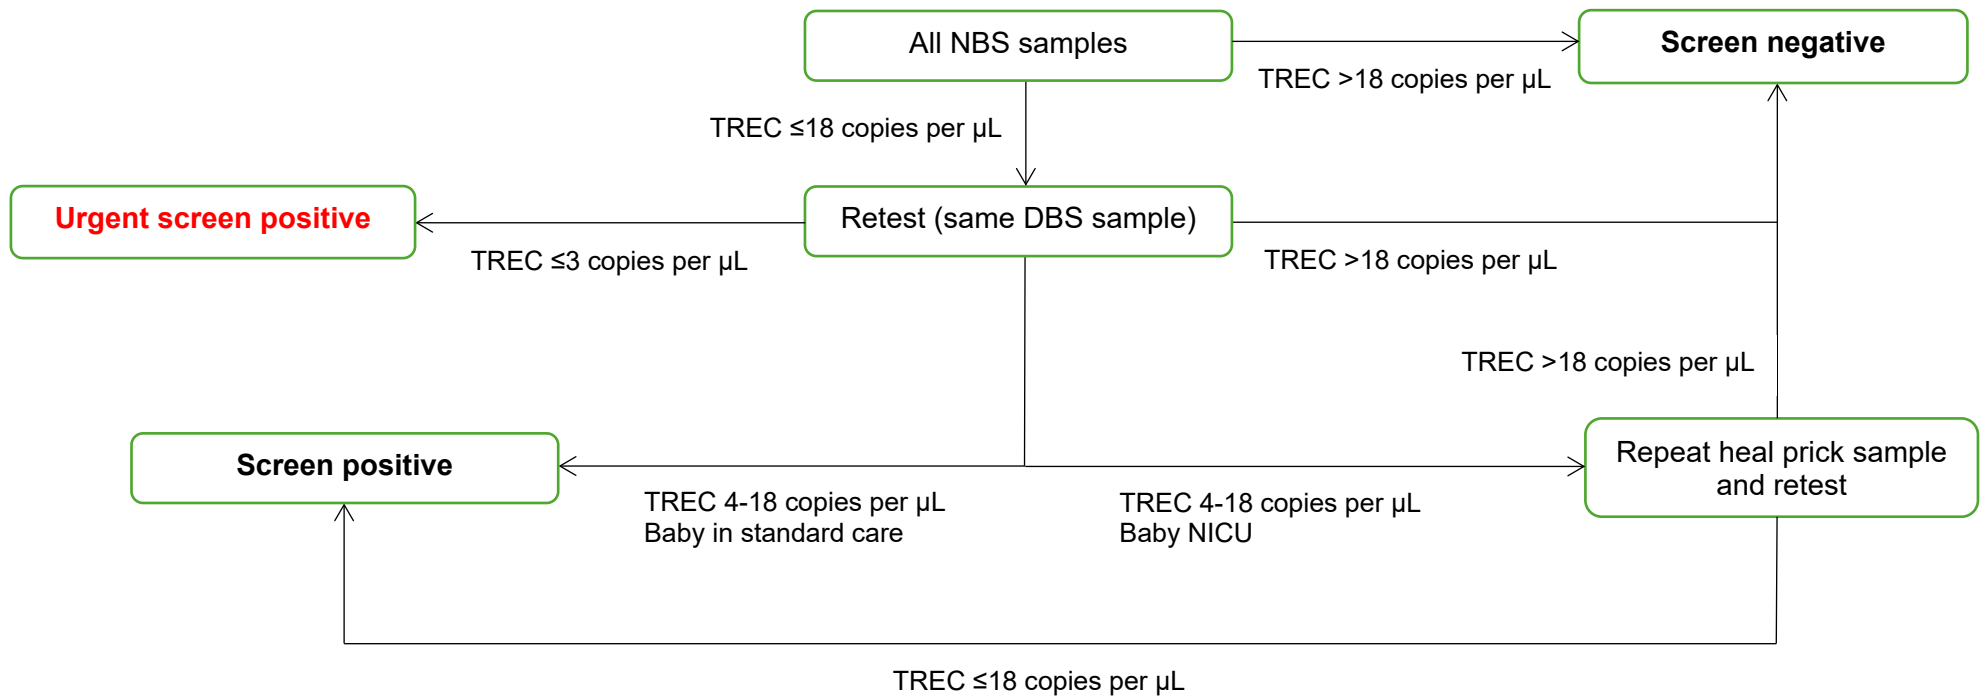 All NBS samples
Screen negative
TREC >18 copies per µL
TREC ≤18 copies per µL
Urgent screen positive
Retest (same DBS sample)
TREC ≤3 copies per µL
TREC >18 copies per µL
TREC >18 copies per µL
Screen positive
Repeat heal prick sample
and retest
TREC 4-18 copies per µL
Baby in standard care
TREC 4-18 copies per µL
Baby NICU
TREC ≤18 copies per µL